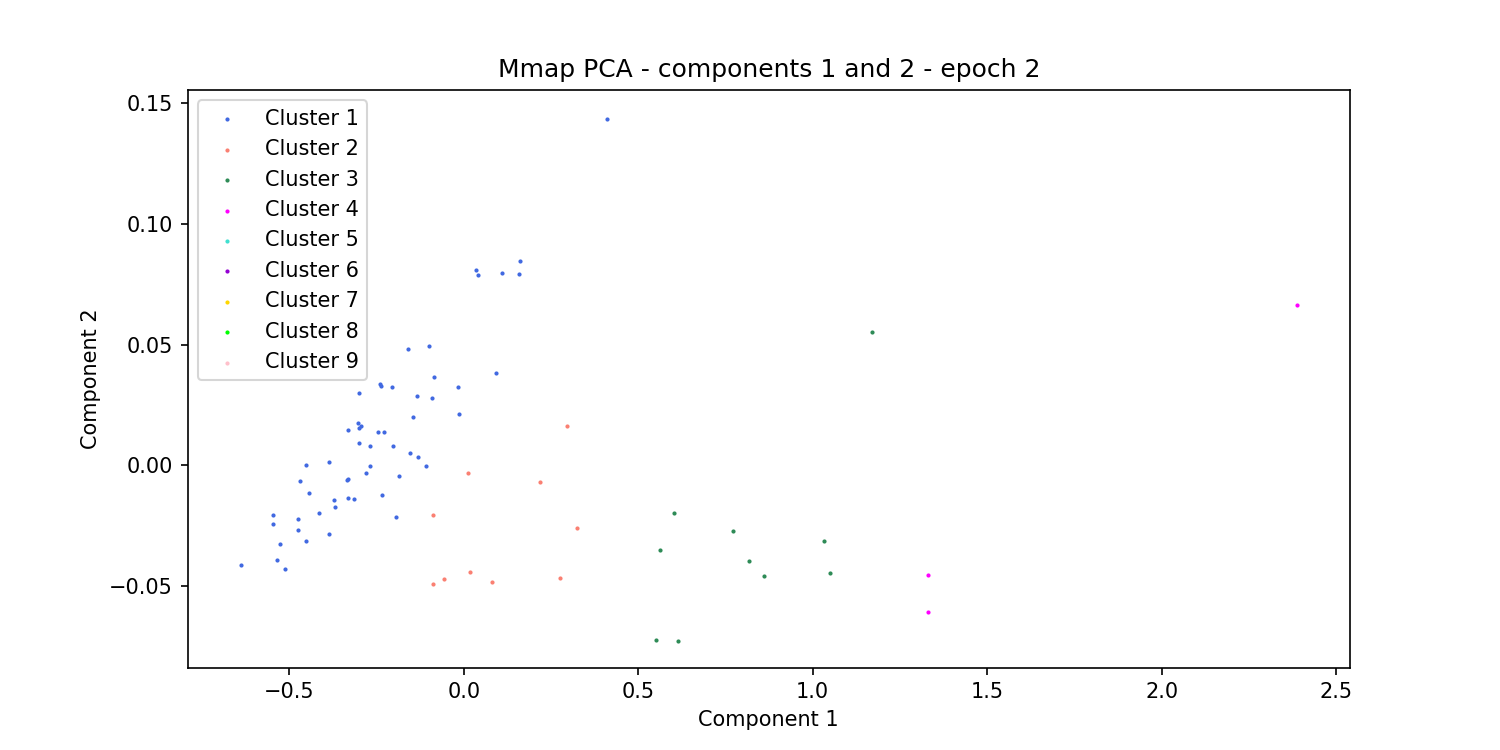 Mmap PCA - components 1 and 2 - epoch 2
Cluster 1
Cluster 2
Cluster 3
Cluster 4
Cluster 5
Cluster 6
Cluster 7
Cluster 8
Cluster 9
0.15
0.10
0.05
0.00
−0.05
Component 2
−0.5
0.0
0.5
1.0
1.5
2.0
2.5
Component 1